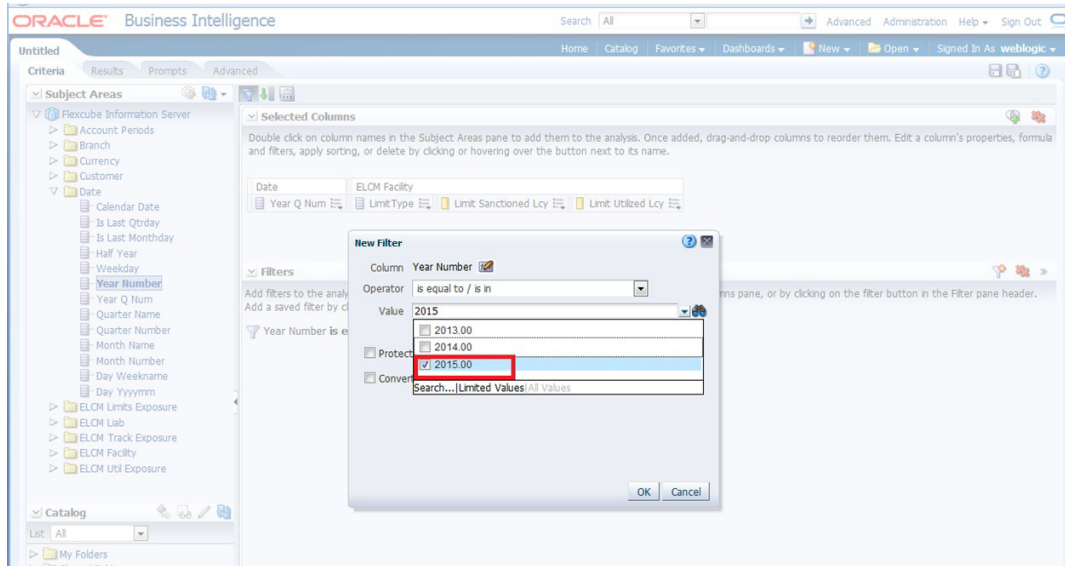 ORACLE Business Intelligence
Search All Advanced Administration Help Sign Out
Untitled Home Catalog Favorites Dashboards New Open Signed In As weblogic
Criteria Results Prompts Advanced
Subject Areas
Flexcube Information Server
Account Periods
Branch
Currency
Customer
Date
Calendar Date
Is Last Qtrday
Is Last Monthday
Half Year
Weekday
Year Number
Year Q Num
Quarter Name
Quarter Number
Month Name
Month Number
Day Weekname
Day Yyyymm
ELCM Limits Exposure
ELCM Liab
ELCM Track Exposure
ELCM Facility
ELCM Util Exposure
Catalog
List All
My Folders
Selected Columns
Double click on column names in the Subject Areas pane to add them to the analysis. Once added, drag-and-drop columns to reorder them. Edit a column's properties, formula
and filters, apply sorting, or delete by clicking or hovering over the button next to its name.
Date ELCM Facility
Year Q Num LimitType Limit Sanctioned Lcy Limit Utilized Lcy
Filters
Add filters to the analy
mns pane, or by clicking on the filter button in the Filter pane header.
Add a saved filter by cl
Year Number is e
New Filter
Column Year Number
Operator is equal to / is in
Value 2015
2013.00
2014.00
Protect
2015.00
Convert
Search...|Limited Values|All Values
OK Cancel